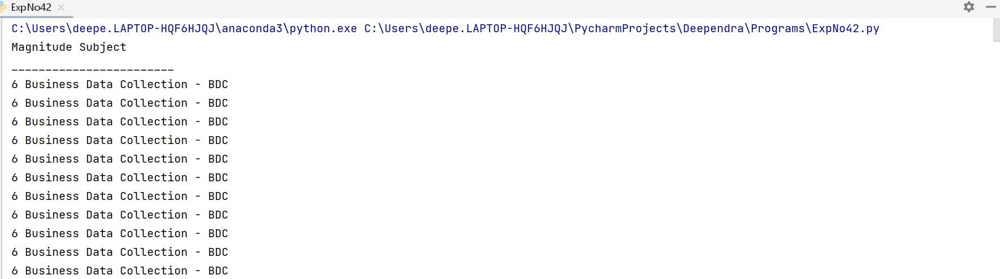 ExpNo42
C:\Users\deepe.LAPTOP-HQF6HJQJ\anaconda3\python.exe C:\Users\deepe.LAPTOP-HQF6HJQJ\PycharmProjects\Deependra\Programs\ExpNo42.py
Magnitude Subject
________________________
6 Business Data Collection - BDC
6 Business Data Collection - BDC
6 Business Data Collection - BDC
6 Business Data Collection - BDC
6 Business Data Collection - BDC
6 Business Data Collection - BDC
6 Business Data Collection - BDC
6 Business Data Collection - BDC
6 Business Data Collection - BDC
6 Business Data Collection - BDC
6 Business Data Collection - BDC